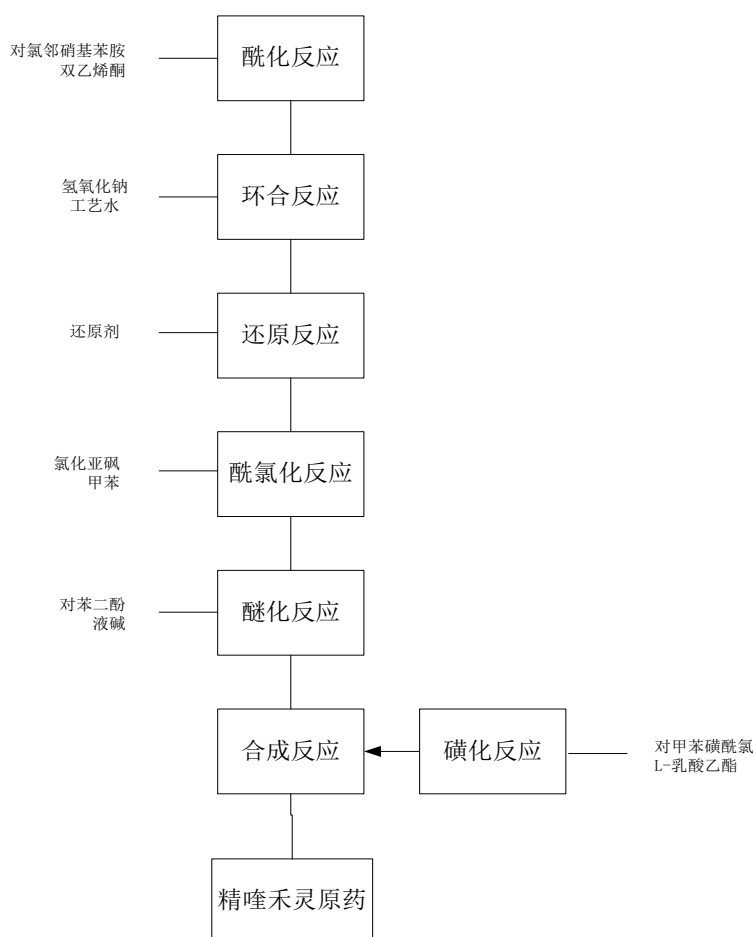 对氯邻硝基苯胺
双乙烯酮
酰化反应
氢氧化钠
工艺水
环合反应
还原剂
还原反应
氯化亚砜
甲苯
酰氯化反应
对苯二酚
液碱
醚化反应
合成反应
磺化反应
对甲苯磺酰氯
L-乳酸乙酯
精喹禾灵原药